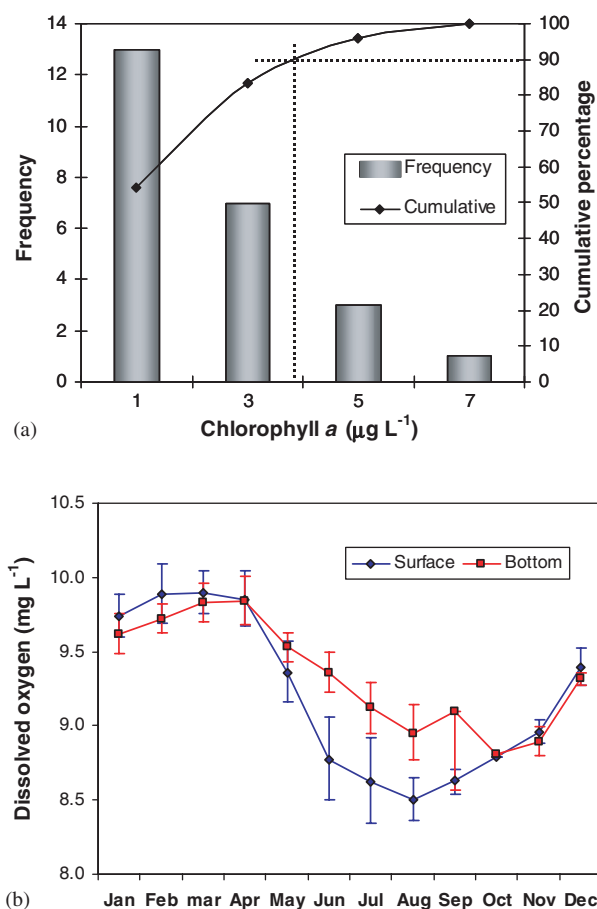 14
12
10
8
6
4
2
0
Frequency
100
90
80
70
60
50
40
30
20
10
0
Cumulative percentage
Frequency
Cumulative
1 3 5 7
(a) Chlorophyll a (μg L⁻¹)
10.5
10.0
9.5
9.0
8.5
8.0
Dissolved oxygen (mg L⁻¹)
Surface Bottom
(b) Jan Feb mar Apr May Jun Jul Aug Sep Oct Nov Dec